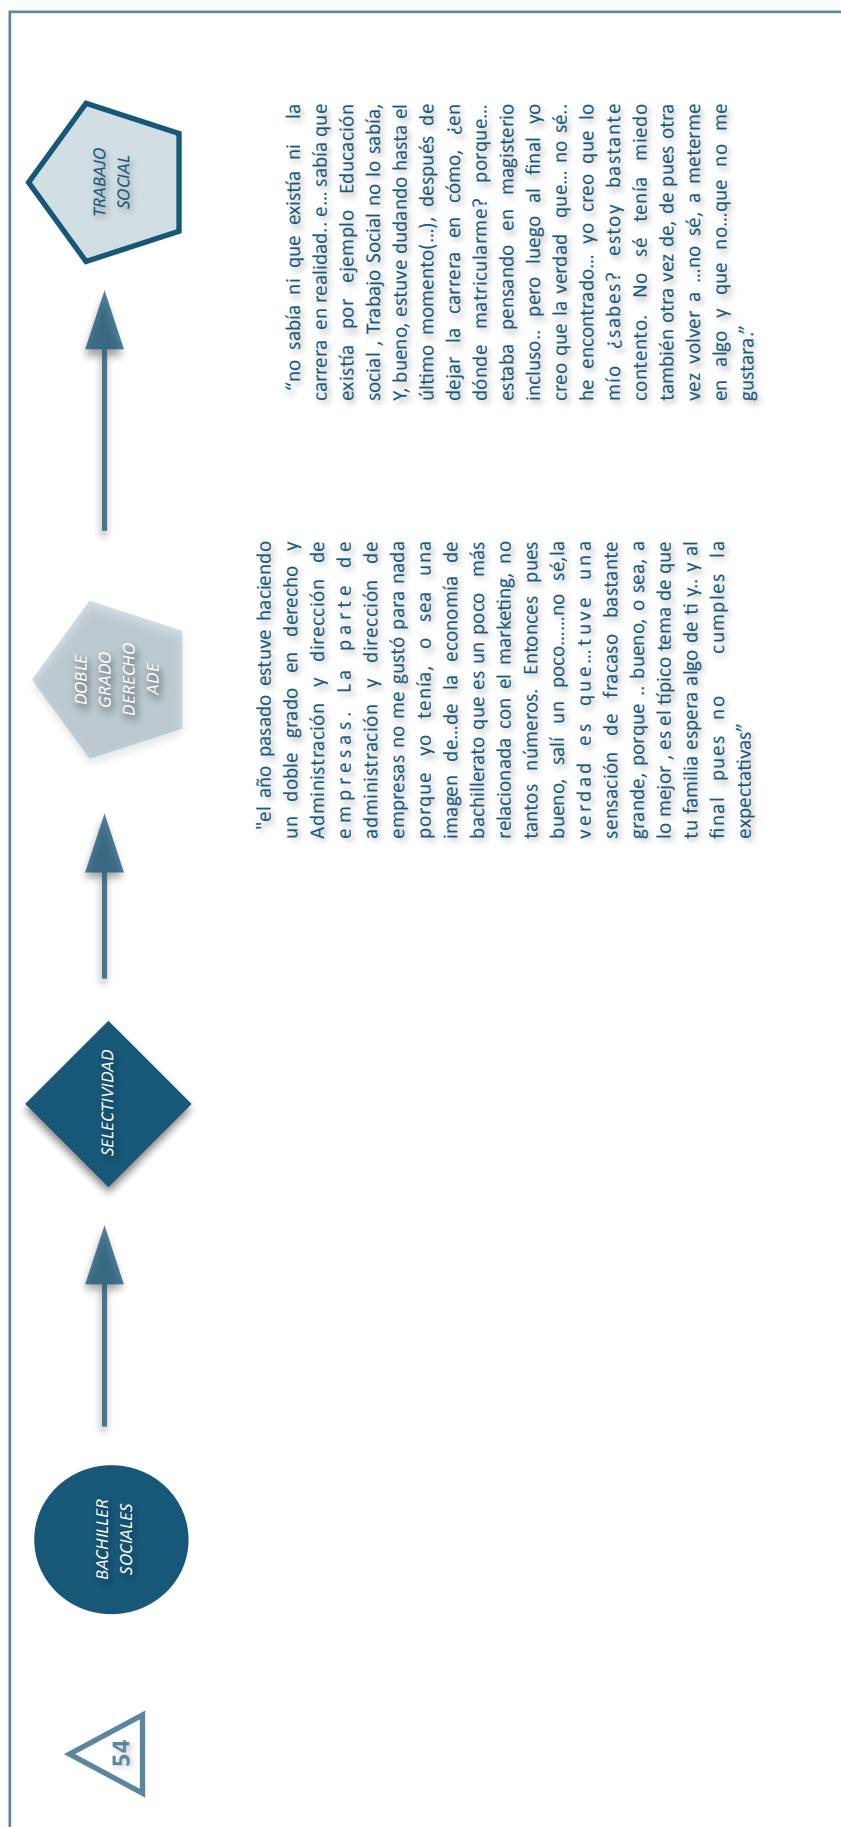 54
BACHILLER
SOCIALES
SELECTIVIDAD
DOBLE
GRADO
DERECHO
ADE
TRABAJO
SOCIAL
"el año pasado estuve haciendo
un doble grado en derecho y
Administración y dirección de
empresas. La parte de
administración y dirección de
empresas no me gustó para nada
porque yo tenía, o sea una
imagen de...de la economía de
bachillerato que es un poco más
relacionada con el marketing, no
tantos números. Entonces pues
bueno, salí un poco......no sé,la
verdad es que...tuve una
sensación de fracaso bastante
grande, porque .. bueno, o sea, a
lo mejor , es el típico tema de que
tu familia espera algo de ti y.. y al
final pues no cumples la
expectativas”
“no sabía ni que existía ni la
carrera en realidad.. e... sabía que
existía por ejemplo Educación
social , Trabajo Social no lo sabía,
Y, bueno, estuve dudando hasta el
último momento(...), después de
dejar la carrera en cómo, ¿en
dónde matricularme? porque...
estaba pensando en magisterio
incluso.. pero luego al final yo
creo que la verdad que... no sé..
he encontrado... yo creo que lo
mío ¿sabes? estoy bastante
contento. No sé tenía miedo
también otra vez de, de pues otra
vez volver a ...no sé, a meterme
en algo y que no...que no me
gustara.”